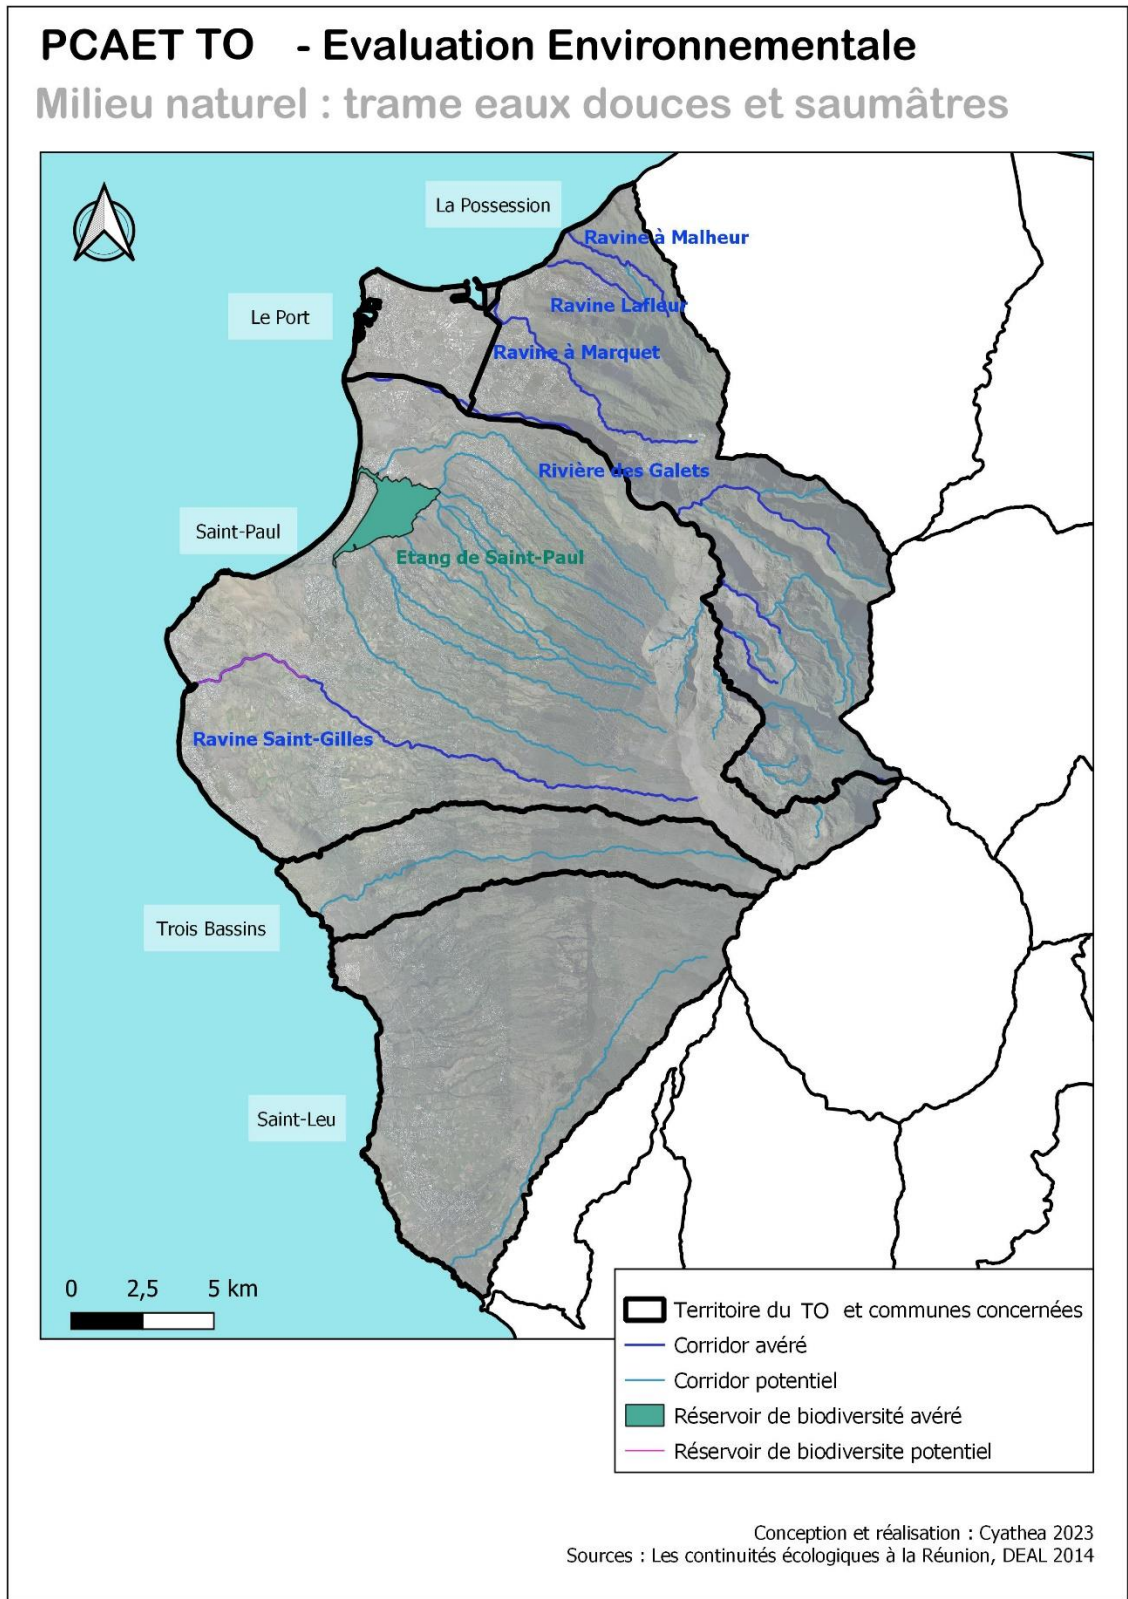 PCAET TO - Evaluation Environnementale
Milieu naturel : trame eaux douces et saumâtres
La Possession
Ravine à Malheur
Le Port
Ravine Lafleur
Ravine à Marquet
Rivière des Galets
Saint-Paul
Etang de Saint-Paul
Ravine Saint-Gilles
Trois Bassins
Saint-Leu
0 2,5 5 km
Territoire du TO et communes concernées
Corridor avéré
Corridor potentiel
Réservoir de biodiversité avéré
Réservoir de biodiversite potentiel
Conception et réalisation : Cyathea 2023
Sources : Les continuités écologiques à la Réunion, DEAL 2014